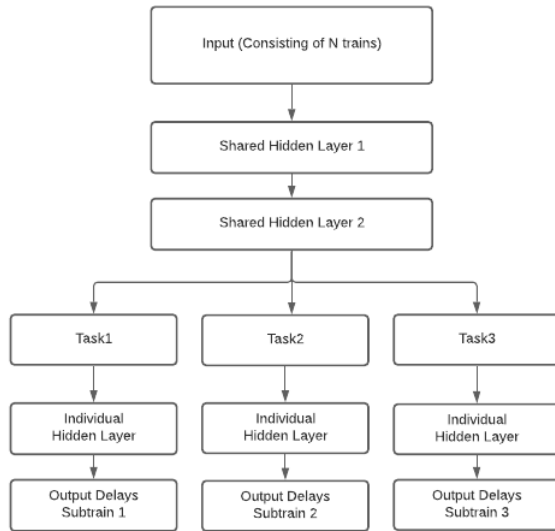 Input (Consisting of N trains)
Shared Hidden Layer 1
Shared Hidden Layer 2
Task1
Task2
Task3
Individual
Hidden Layer
Individual
Hidden Layer
Individual
Hidden Layer
Output Delays
Subtrain 1
Output Delays
Subtrain 2
Output Delays
Subtrain 3